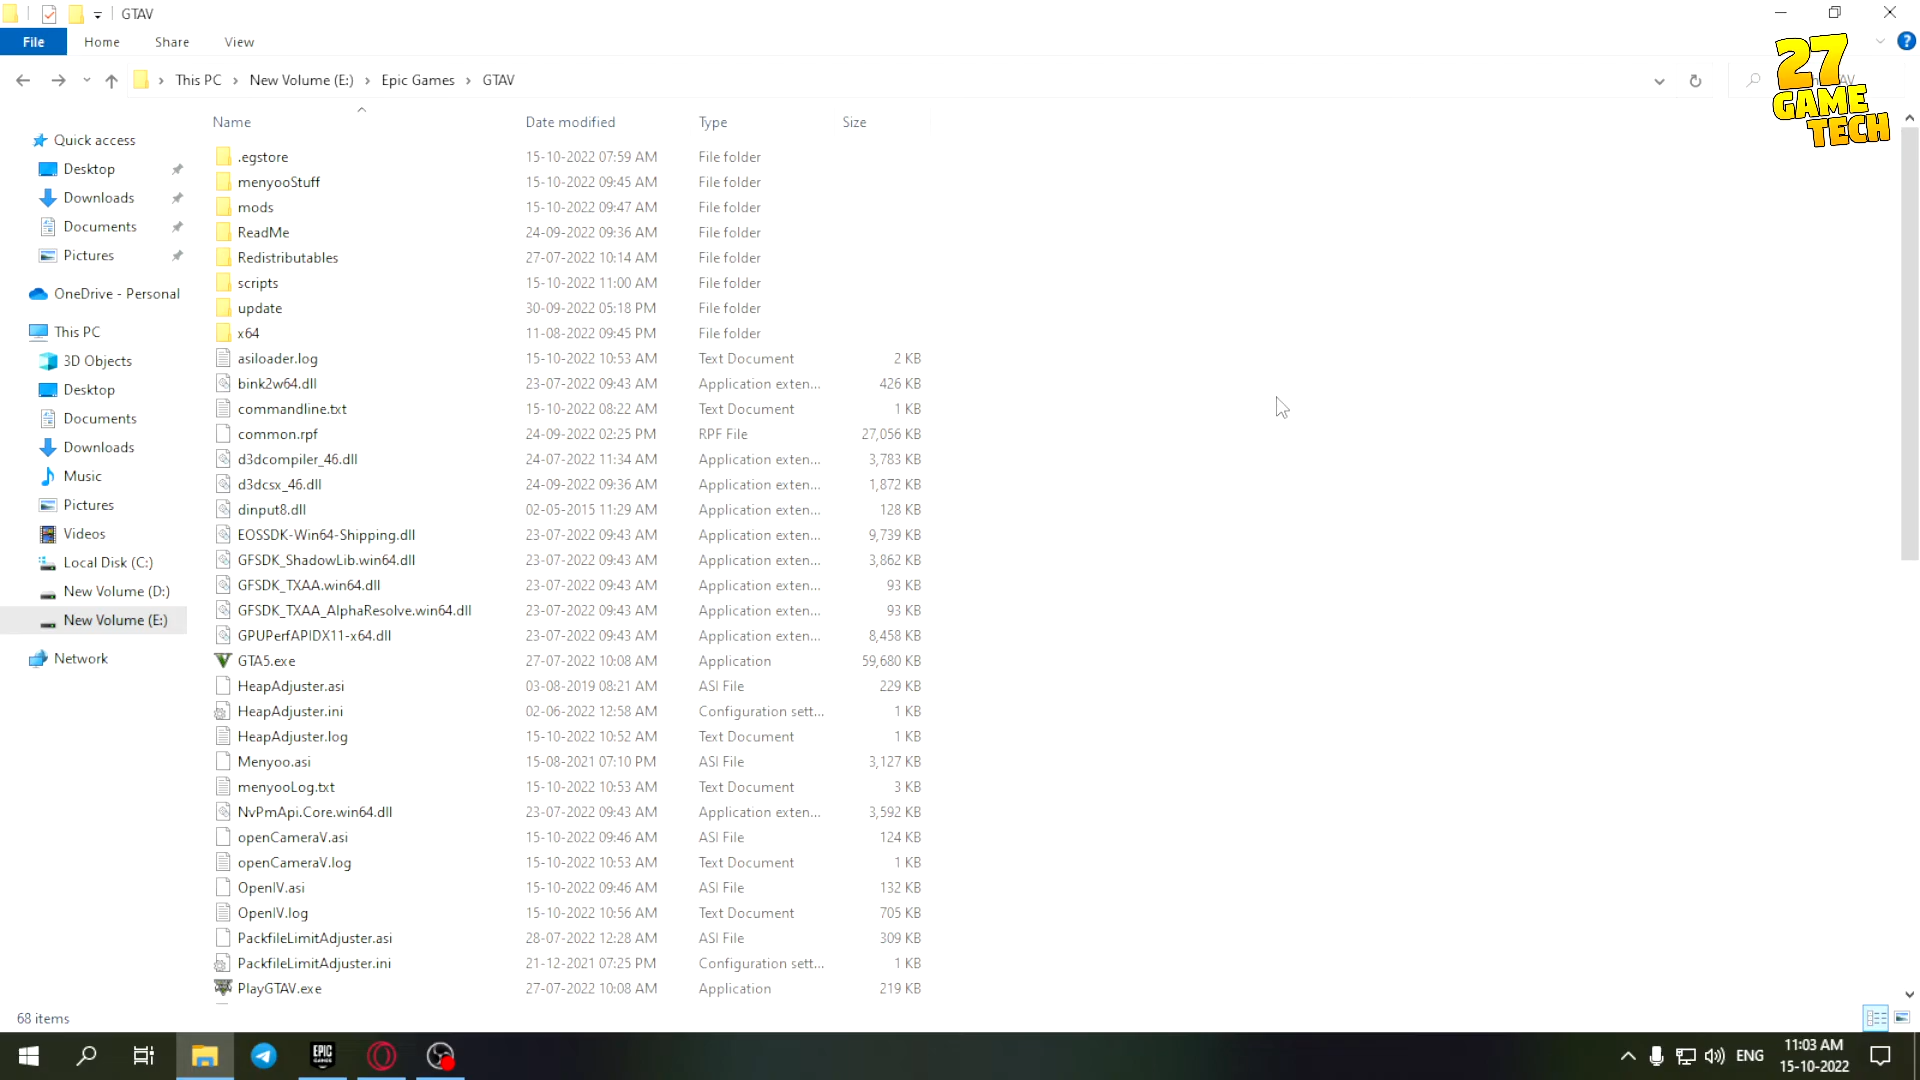 GTAV
File Home Share View
This PC New Volume (E:) Epic Games GTAV
27 GAME TECH
Name Date modified Type Size
Quick access
Desktop
Downloads
Documents
Pictures
OneDrive - Personal
This PC
3D Objects
Desktop
Documents
Downloads
Music
Pictures
Videos
Local Disk (C:)
New Volume (D:)
New Volume (E:)
Network
.egstore 15-10-2022 07:59 AM File folder
menyooStuff 15-10-2022 09:45 AM File folder
mods 15-10-2022 09:47 AM File folder
ReadMe 24-09-2022 09:36 AM File folder
Redistributables 27-07-2022 10:14 AM File folder
scripts 15-10-2022 11:00 AM File folder
update 30-09-2022 05:18 PM File folder
x64 11-08-2022 09:45 PM File folder
asiloader.log 15-10-2022 10:53 AM Text Document 2 KB
bink2w64.dll 23-07-2022 09:43 AM Application exten... 426 KB
commandline.txt 15-10-2022 08:22 AM Text Document 1 KB
common.rpf 24-09-2022 02:25 PM RPF File 27,056 KB
d3dcompiler_46.dll 24-07-2022 11:34 AM Application exten... 3,783 KB
d3dcsx_46.dll 24-09-2022 09:36 AM Application exten... 1,872 KB
dinput8.dll 02-05-2015 11:29 AM Application exten... 128 KB
EOSSDK-Win64-Shipping.dll 23-07-2022 09:43 AM Application exten... 9,739 KB
GFSDK_ShadowLib.win64.dll 23-07-2022 09:43 AM Application exten... 3,862 KB
GFSDK_TXAA.win64.dll 23-07-2022 09:43 AM Application exten... 93 KB
GFSDK_TXAA_AlphaResolve.win64.dll 23-07-2022 09:43 AM Application exten... 93 KB
GPUPerfAPIDX11-x64.dll 23-07-2022 09:43 AM Application exten... 8,458 KB
GTA5.exe 27-07-2022 10:08 AM Application 59,680 KB
HeapAdjuster.asi 03-08-2019 08:21 AM ASI File 229 KB
HeapAdjuster.ini 02-06-2022 12:58 AM Configuration sett... 1 KB
HeapAdjuster.log 15-10-2022 10:52 AM Text Document 1 KB
Menyoo.asi 15-08-2021 07:10 PM ASI File 3,127 KB
menyooLog.txt 15-10-2022 10:53 AM Text Document 3 KB
NvPmApi.Core.win64.dll 23-07-2022 09:43 AM Application exten... 3,592 KB
openCameraV.asi 15-10-2022 09:46 AM ASI File 124 KB
openCameraV.log 15-10-2022 10:53 AM Text Document 1 KB
OpenIV.asi 15-10-2022 09:46 AM ASI File 132 KB
OpenIV.log 15-10-2022 10:56 AM Text Document 705 KB
PackfileLimitAdjuster.asi 28-07-2022 12:28 AM ASI File 309 KB
PackfileLimitAdjuster.ini 21-12-2021 07:25 PM Configuration sett... 1 KB
PlayGTAV.exe 27-07-2022 10:08 AM Application 219 KB
68 items
EPIC GAMES
ENG
11:03 AM
15-10-2022